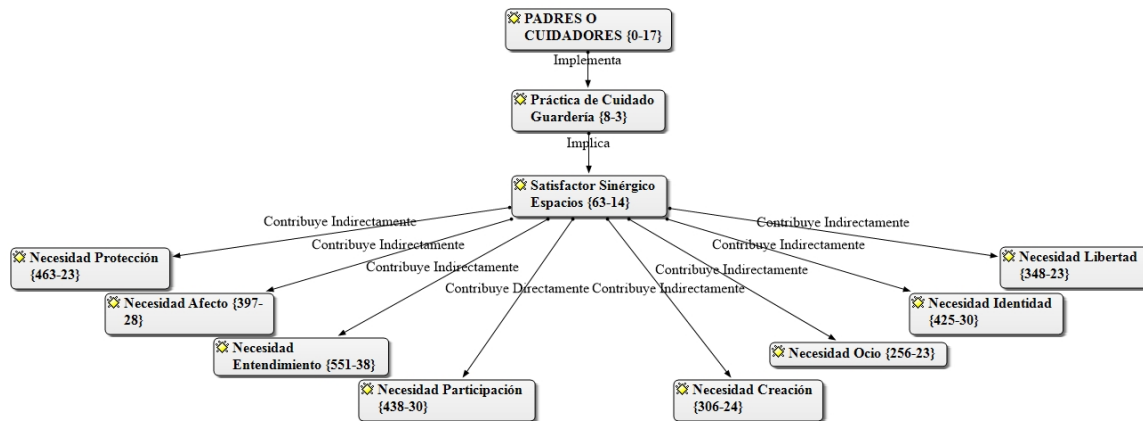 PADRES O
CUIDADORES {0-17}
Implementa
Práctica de Cuidado
Guardería {8-3}
Implica
Satisfactor Sinérgico
Espacios {63-14}
Contribuye Indirectamente
Contribuye Indirectamente
Contribuye Indirectamente
Contribuye Indirectamente
Contribuye Indirectamente
Contribuye Indirectamente
Contribuye Directamente
Contribuye Indirectamente
Necesidad Protección
{463-23}
Necesidad Libertad
{348-23}
Necesidad Afecto {397-
28}
Necesidad Identidad
{425-30}
Necesidad
Entendimiento {551-38}
Necesidad Ocio {256-23}
Necesidad Participación
{438-30}
Necesidad Creación
{306-24}